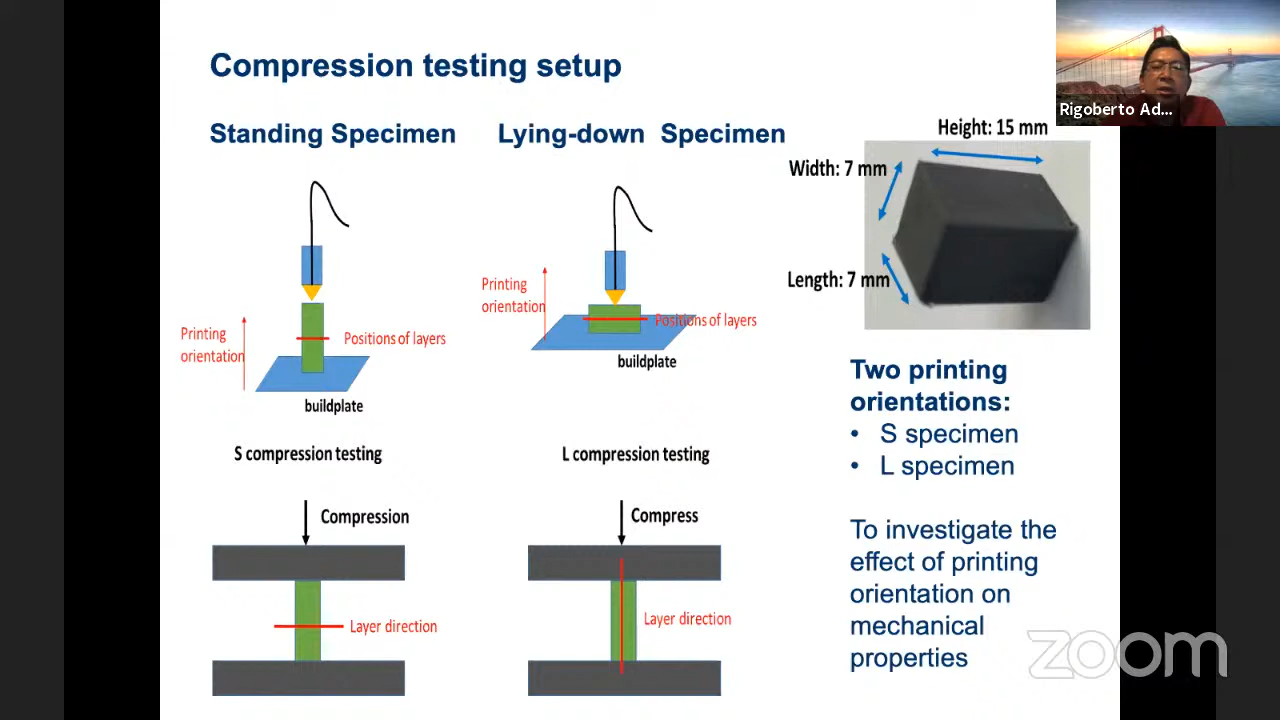 Compression testing setup
Rigoberto Ad...
Standing Specimen
Lying-down Specimen
Height: 15 mm
Width: 7 mm
Length: 7 mm
Printing
orientation
Positions of layers
buildplate
Printing
orientation
Positions of layers
buildplate
S compression testing
L compression testing
Compression
Layer direction
Compress
Layer direction
Two printing
orientations:
• S specimen
• L specimen
To investigate the
effect of printing
orientation on
mechanical
properties
zoom